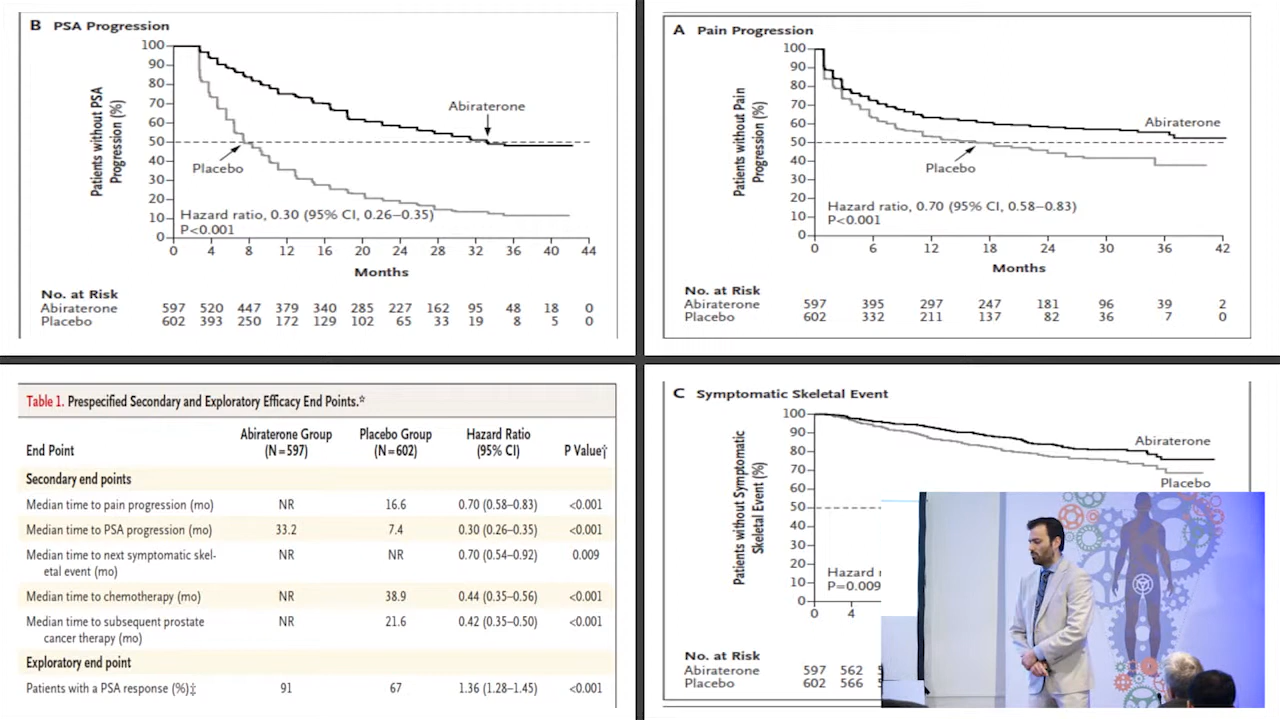 B PSA Progression
100
90
80
70
60
50
40
30
20
10
0
Patients without PSA
Progression (%)
Abiraterone
Placebo
Hazard ratio, 0.30 (95% CI, 0.26–0.35)
P<0.001
0 4 8 12 16 20 24 28 32 36 40 44
Months
No. at Risk
Abiraterone 597 520 447 379 340 285 227 162 95 48 18 0
Placebo 602 393 250 172 129 102 65 33 19 8 5 0
A Pain Progression
100
90
80
70
60
50
40
30
20
10
0
Patients without Pain
Progression (%)
Abiraterone
Placebo
Hazard ratio, 0.70 (95% CI, 0.58–0.83)
P<0.001
0 6 12 18 24 30 36 42
Months
No. at Risk
Abiraterone 597 395 297 247 181 96 39 2
Placebo 602 332 211 137 82 36 7 0
Table 1. Prespecified Secondary and Exploratory Efficacy End Points.*
Abiraterone Group Placebo Group Hazard Ratio
End Point (N=597) (N=602) (95% CI) P Value†
Secondary end points
Median time to pain progression (mo) NR 16.6 0.70 (0.58–0.83) <0.001
Median time to PSA progression (mo) 33.2 7.4 0.30 (0.26–0.35) <0.001
Median time to next symptomatic skel- NR NR 0.70 (0.54–0.92) 0.009
etal event (mo)
Median time to chemotherapy (mo) NR 38.9 0.44 (0.35–0.56) <0.001
Median time to subsequent prostate NR 21.6 0.42 (0.35–0.50) <0.001
cancer therapy (mo)
Exploratory end point
Patients with a PSA response (%)‡ 91 67 1.36 (1.28–1.45) <0.001
C Symptomatic Skeletal Event
100
90
80
70
60
50
40
30
20
10
0
Patients without Symptomatic
Skeletal Event (%)
Abiraterone
Placebo
Hazard
P=0.009
0 4
No. at Risk
Abiraterone 597 562
Placebo 602 566